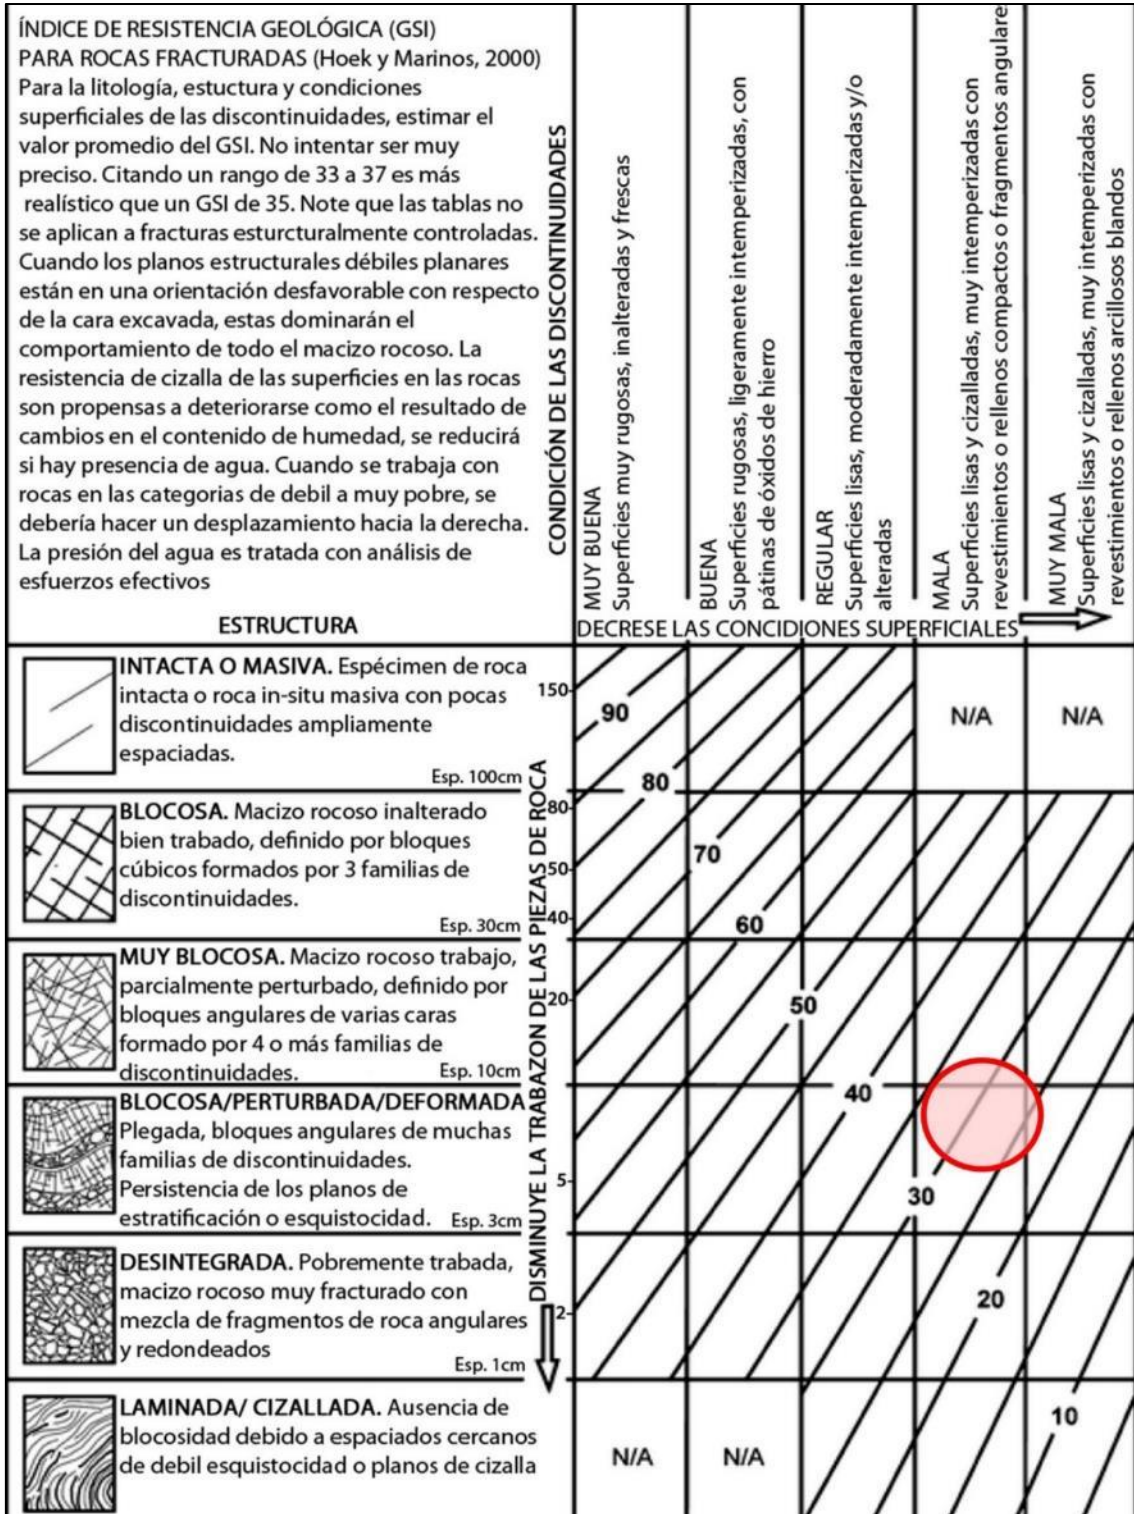 ÍNDICE DE RESISTENCIA GEOLÓGICA (GSI)
PARA ROCAS FRACTURADAS (Hoek y Marinos, 2000)
Para la litología, estuctura y condiciones
superficiales de las discontinuidades, estimar el
valor promedio del GSI. No intentar ser muy
preciso. Citando un rango de 33 a 37 es más
realístico que un GSI de 35. Note que las tablas no
se aplican a fracturas esturcturalmente controladas.
Cuando los planos estructurales débiles planares
están en una orientación desfavorable con respecto
de la cara excavada, estas dominarán el
comportamiento de todo el macizo rocoso. La
resistencia de cizalla de las superficies en las rocas
son propensas a deteriorarse como el resultado de
cambios en el contenido de humedad, se reducirá
si hay presencia de agua. Cuando se trabaja con
rocas en las categorias de debil a muy pobre, se
debería hacer un desplazamiento hacia la derecha.
La presión del agua es tratada con análisis de
esfuerzos efectivos
ESTRUCTURA
CONDICIÓN DE LAS DISCONTINUIDADES
MUY BUENA
Superficies muy rugosas, inalteradas y frescas
BUENA
Superficies rugosas, ligeramente intemperizadas, con
pátinas de óxidos de hierro
REGULAR
Superficies lisas, moderadamente intemperizadas y/o
alteradas
MALA
Superficies lisas y cizalladas, muy intemperizadas con
revestimientos o rellenos compactos o fragmentos angulare
MUY MALA
Superficies lisas y cizalladas, muy intemperizadas con
revestimientos o rellenos arcillosos blandos
DECRESE LAS CONCIDIONES SUPERFICIALES
INTACTA O MASIVA. Espécimen de roca
intacta o roca in-situ masiva con pocas
discontinuidades ampliamente
espaciadas.
Esp. 100cm
BLOCOSA. Macizo rocoso inalterado
bien trabado, definido por bloques
cúbicos formados por 3 familias de
discontinuidades.
Esp. 30cm
MUY BLOCOSA. Macizo rocoso trabajo,
parcialmente perturbado, definido por
bloques angulares de varias caras
formado por 4 o más familias de
discontinuidades. Esp. 10cm
BLOCOSA/PERTURBADA/DEFORMADA
Plegada, bloques angulares de muchas
familias de discontinuidades.
Persistencia de los planos de
estratificación o esquistocidad. Esp. 3cm
DESINTEGRADA. Pobremente trabada,
macizo rocoso muy fracturado con
mezcla de fragmentos de roca angulares
y redondeados
Esp. 1cm
LAMINADA/ CIZALLADA. Ausencia de
blocosidad debido a espaciados cercanos
de debil esquistocidad o planos de cizalla
DISMINUYE LA TRABAZON DE LAS PIEZAS DE ROCA
150
80
50
40
20
5
2
90
80
70
60
50
40
30
20
10
N/A
N/A
N/A
N/A